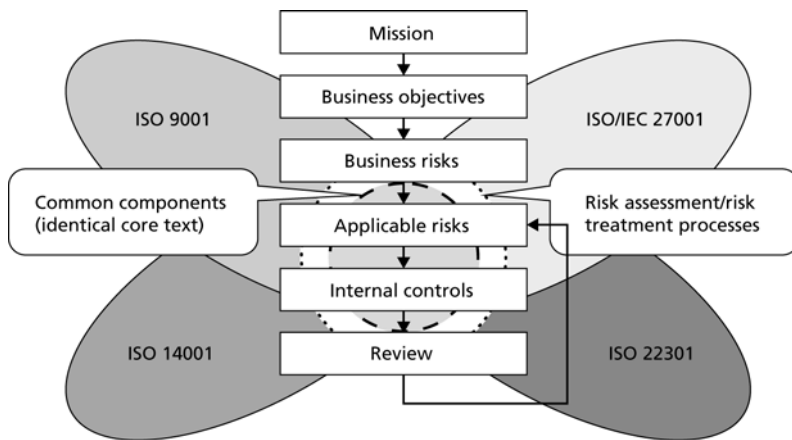 Mission
Business objectives
ISO 9001
ISO/IEC 27001
Business risks
Common components
(identical core text)
Risk assessment/risk
treatment processes
Applicable risks
Internal controls
ISO 14001
Review
ISO 22301